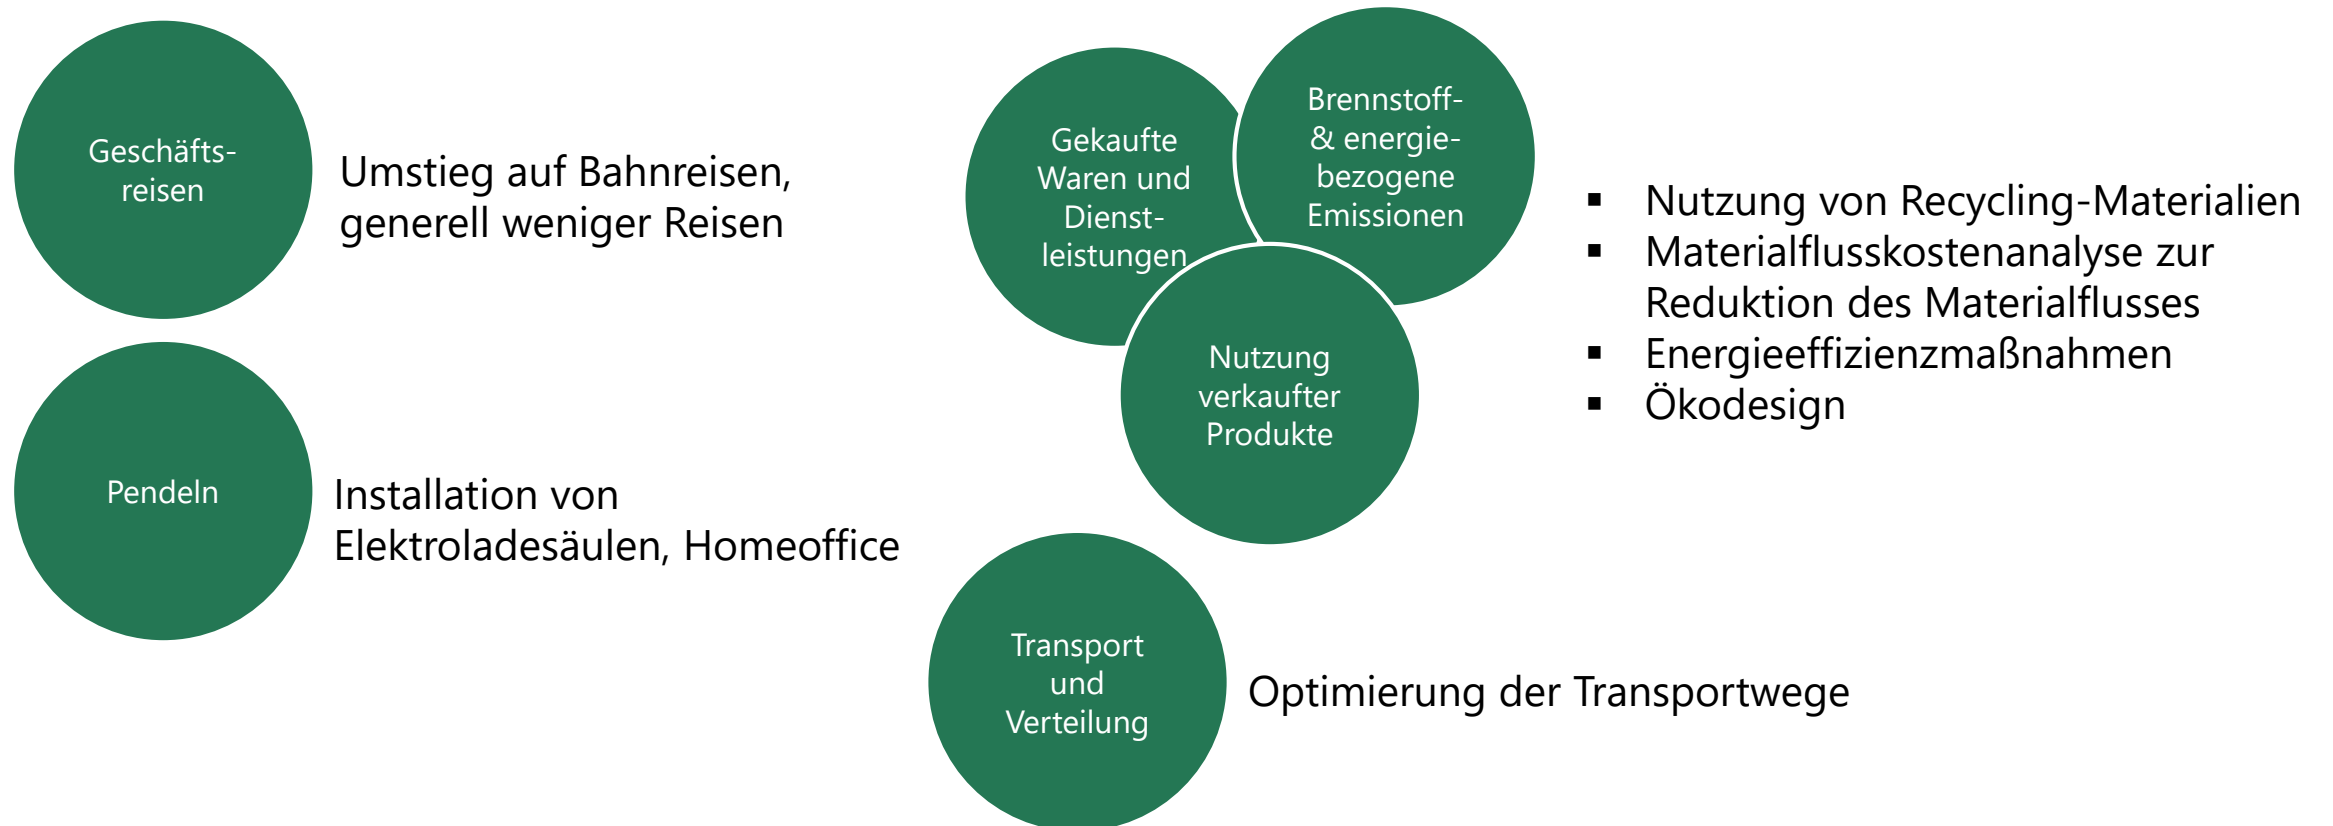 Geschäfts-
reisen
Umstieg auf Bahnreisen,
generell weniger Reisen
Pendeln
Installation von
Elektroladesäulen, Homeoffice
Gekaufte
Waren und
Dienst-
leistungen
Brennstoff-
& energie-
bezogene
Emissionen
Nutzung
verkaufter
Produkte
▪ Nutzung von Recycling-Materialien
▪ Materialflusskostenanalyse zur
Reduktion des Materialflusses
▪ Energieeffizienzmaßnahmen
▪ Ökodesign
Transport
und
Verteilung
Optimierung der Transportwege